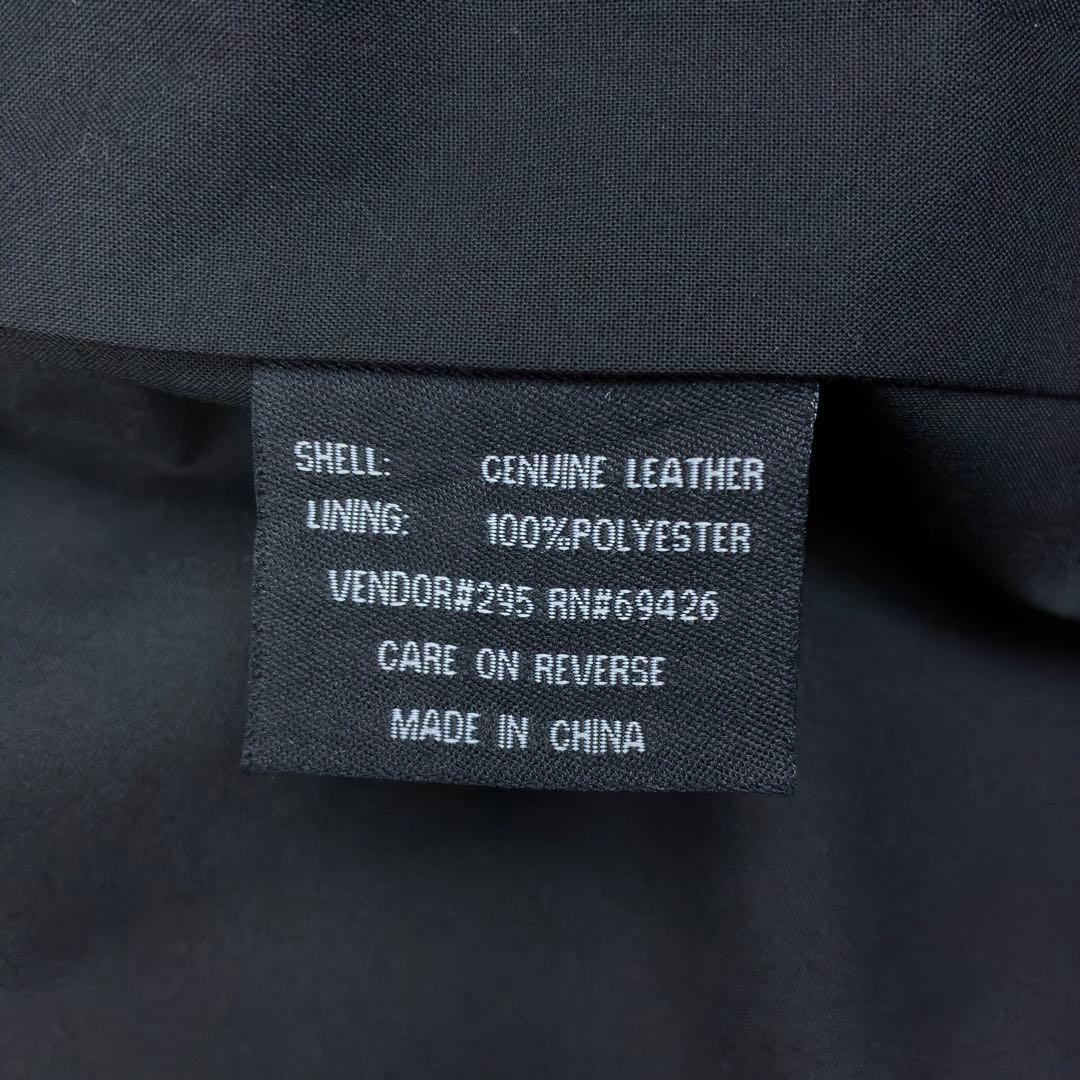 SHELL: GENUINE LEATHER
LINING: 100%POLYESTER
VENDOR#295 RN#69426
CARE ON REVERSE
MADE IN CHINA